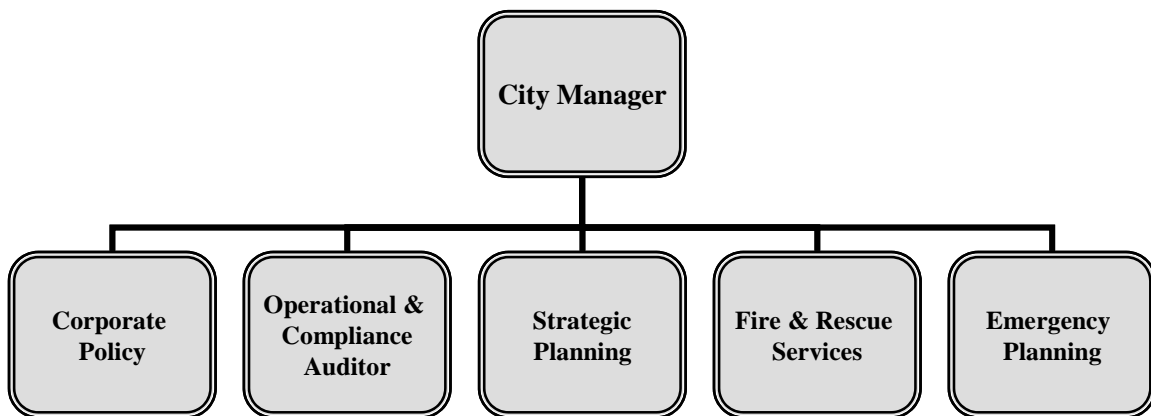 City Manager
Corporate
Policy
Operational &
Compliance
Auditor
Strategic
Planning
Fire & Rescue
Services
Emergency
Planning